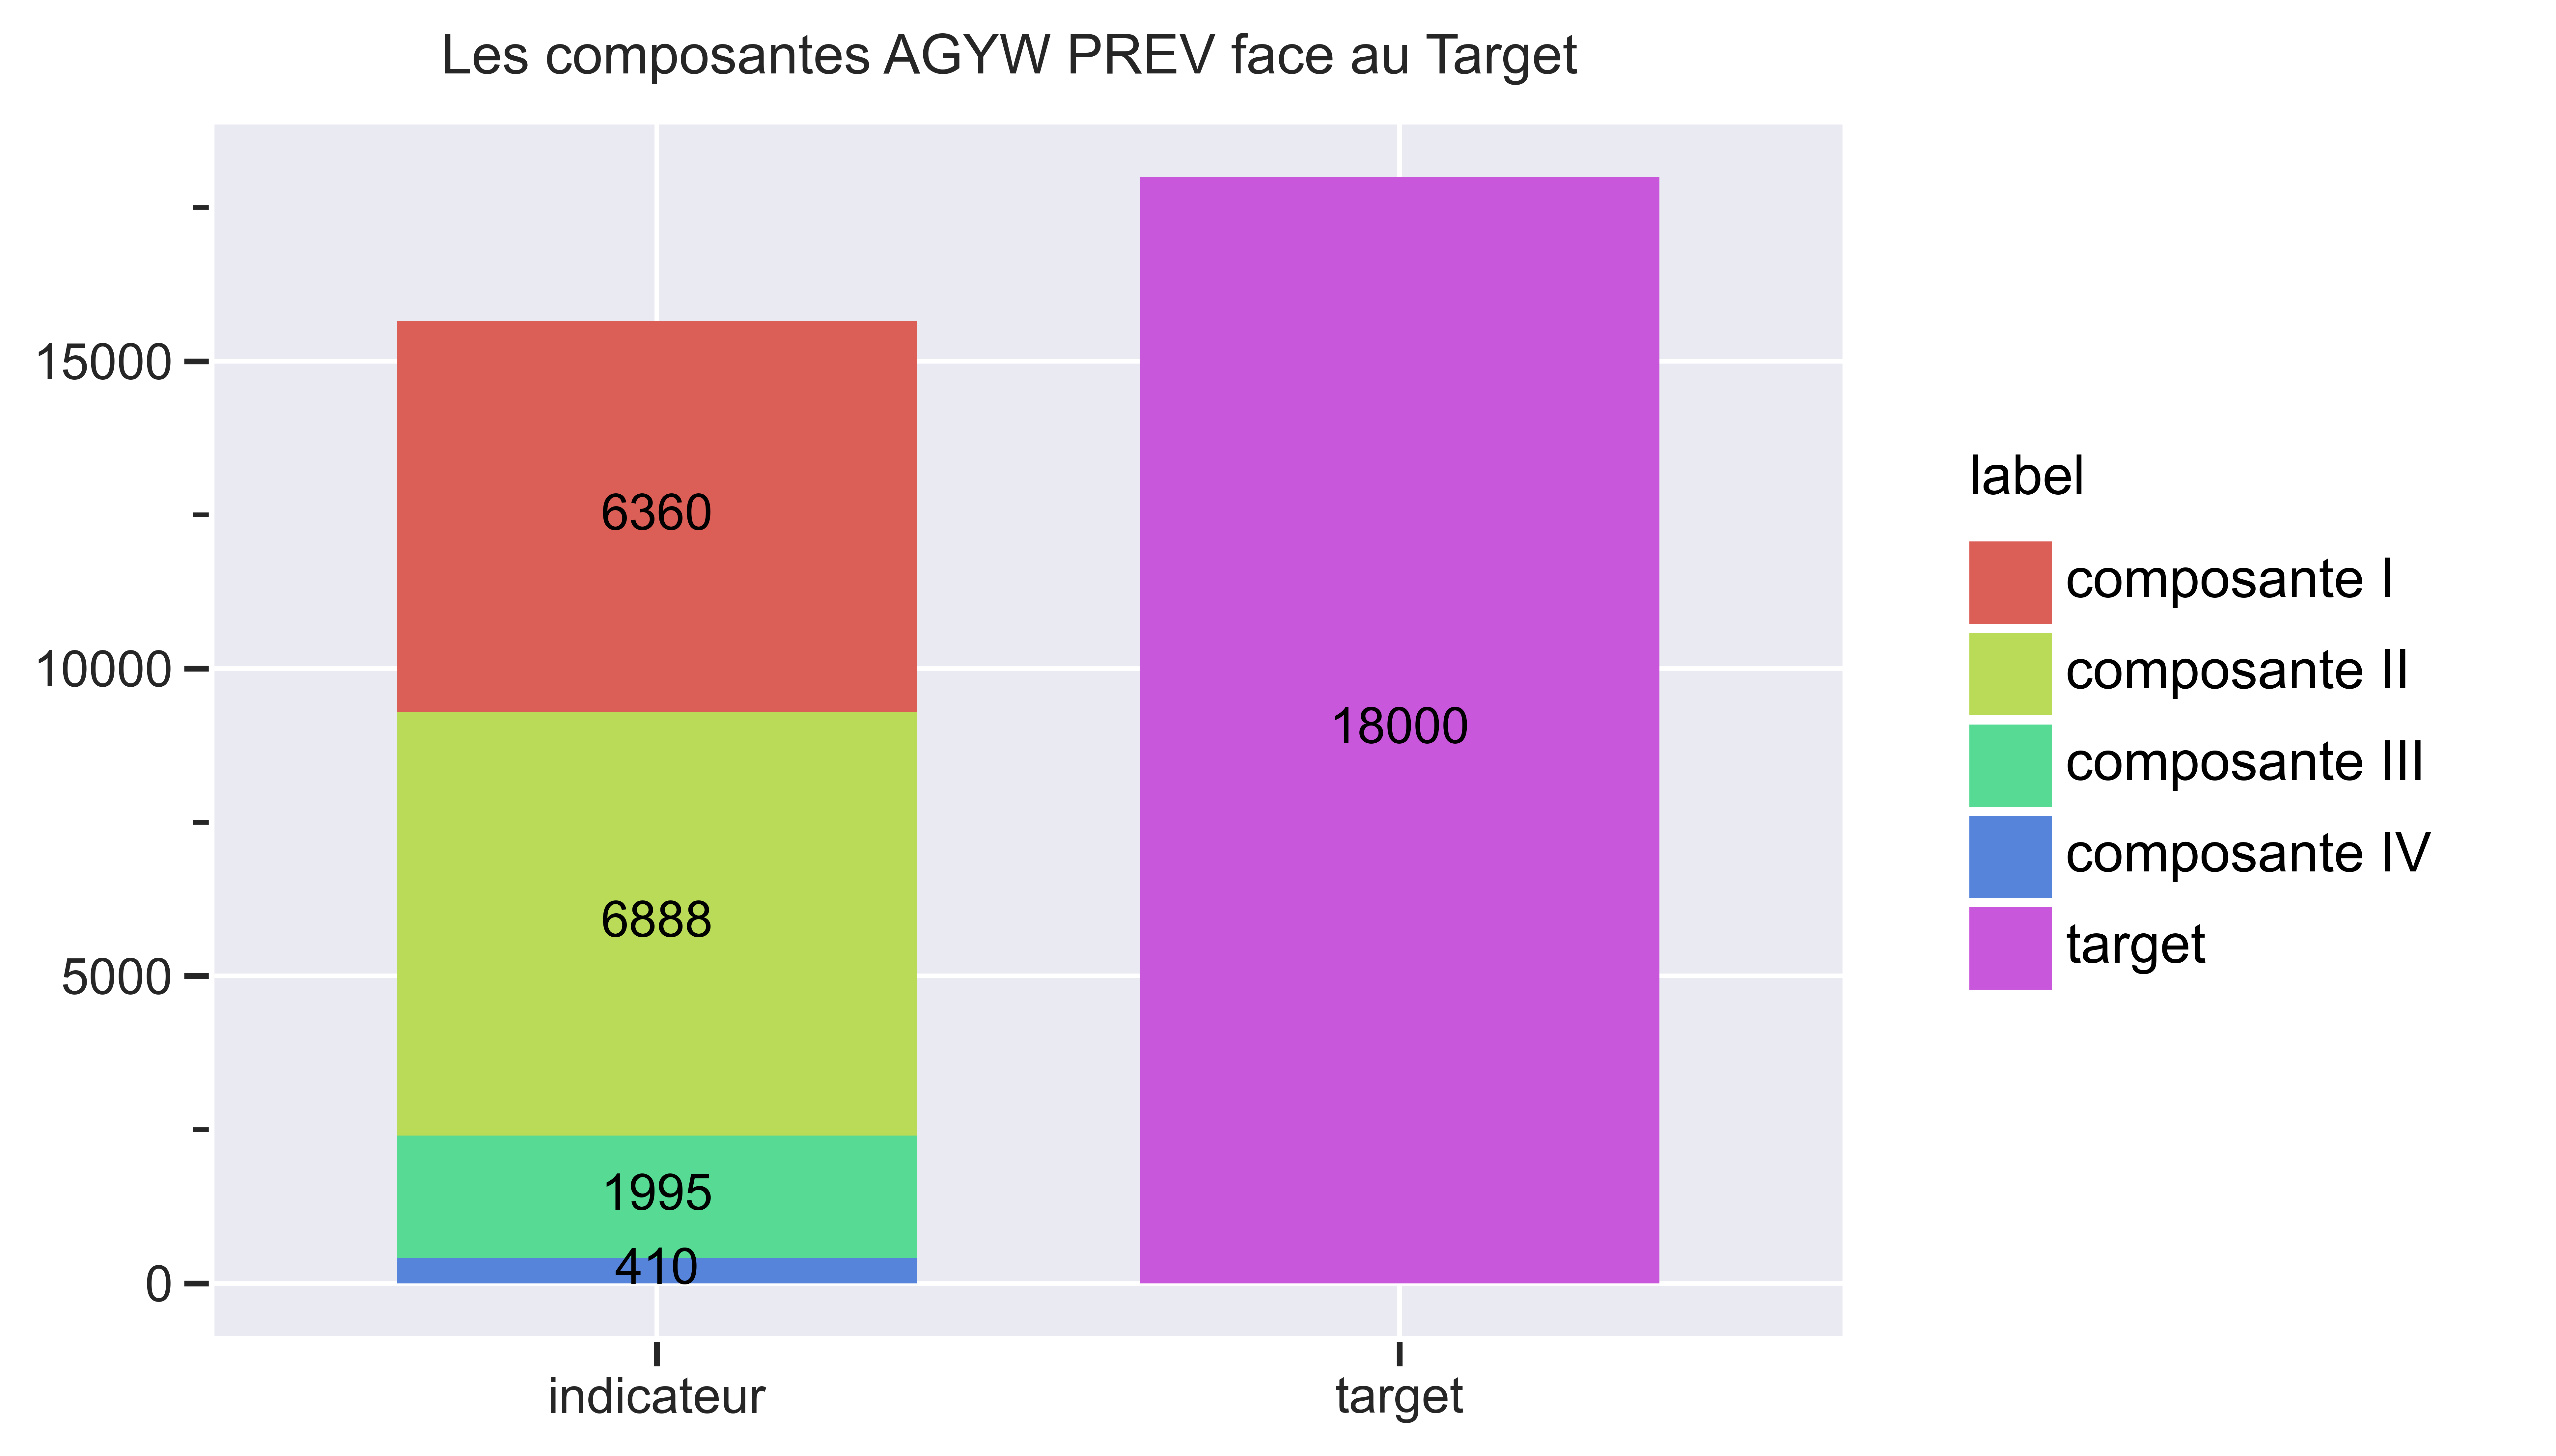 Les composantes AGYW PREV face au Target
15000
10000
5000
0
6360
6888
1995
410
18000
indicateur
target
label
composante I
composante II
composante III
composante IV
target